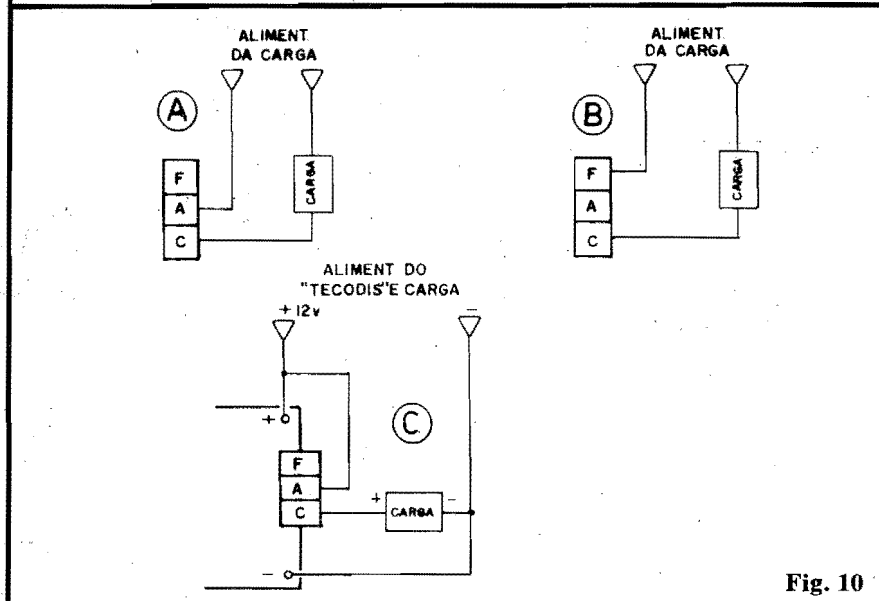 ALIMENT.
DA CARGA
A
F
A
C
CARGA
ALIMENT.
DA CARGA
B
F
A
C
CARGA
ALIMENT DO
"TECODIS"E CARGA
+ 12v
-
+
C
F
A
C
+
CARGA
-
-
Fig. 10